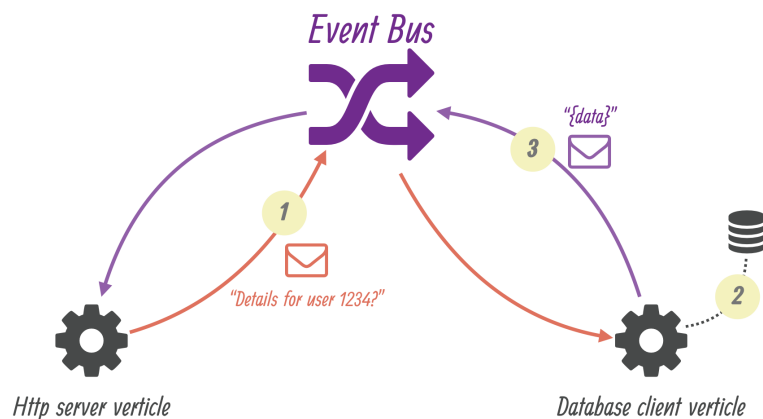 Event Bus
"{data}"
3
1
"Details for user 1234?"
2
Http server verticle
Database client verticle